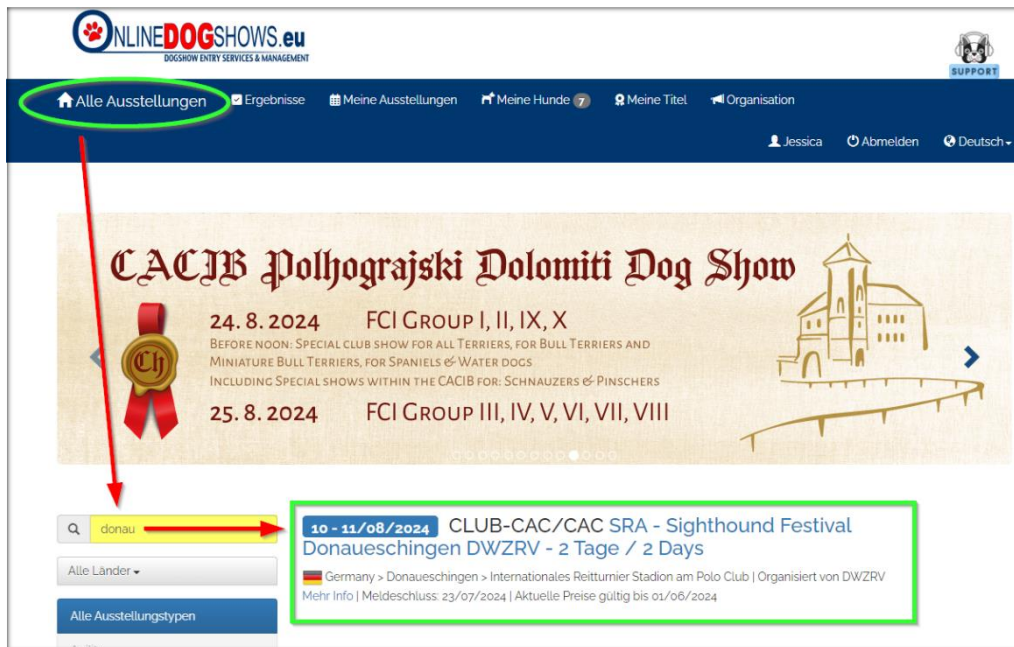 ONLINEDOGSHOWS.eu
DOGSHOW ENTRY SERVICES & MANAGEMENT
SUPPORT
Alle Ausstellungen Ergebnisse Meine Ausstellungen Meine Hunde 7 Meine Titel Organisation
Jessica Abmelden Deutsch
CACIB Polhograjski Dolomiti Dog Show
24. 8. 2024 FCI GROUP I, II, IX, X
BEFORE NOON: SPECIAL CLUB SHOW FOR ALL TERRIERS, FOR BULL TERRIERS AND
MINIATURE BULL TERRIERS, FOR SPANIELS & WATER DOGS
INCLUDING SPECIAL SHOWS WITHIN THE CACIB FOR: SCHNAUZERS & PINSCHERS
25. 8. 2024 FCI GROUP III, IV, V, VI, VII, VIII
Ch
donau
10 - 11/08/2024 CLUB-CAC/CAC SRA - Sighthound Festival
Donaueschingen DWZRV - 2 Tage / 2 Days
Germany > Donaueschingen > Internationales Reitturnier Stadion am Polo Club | Organisiert von DWZRV
Mehr Info | Meldeschluss: 23/07/2024 | Aktuelle Preise gültig bis 01/06/2024
Alle Länder
Alle Ausstellungstypen